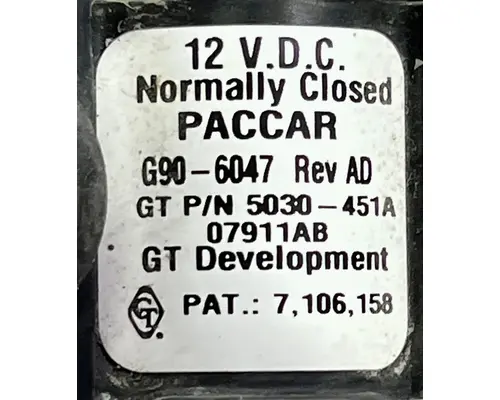 12 V.D.C.
Normally Closed
PACCAR
G90-6047 Rev AD
GT P/N 5030-451A
07911AB
GT Development
GT PAT.: 7,106,158